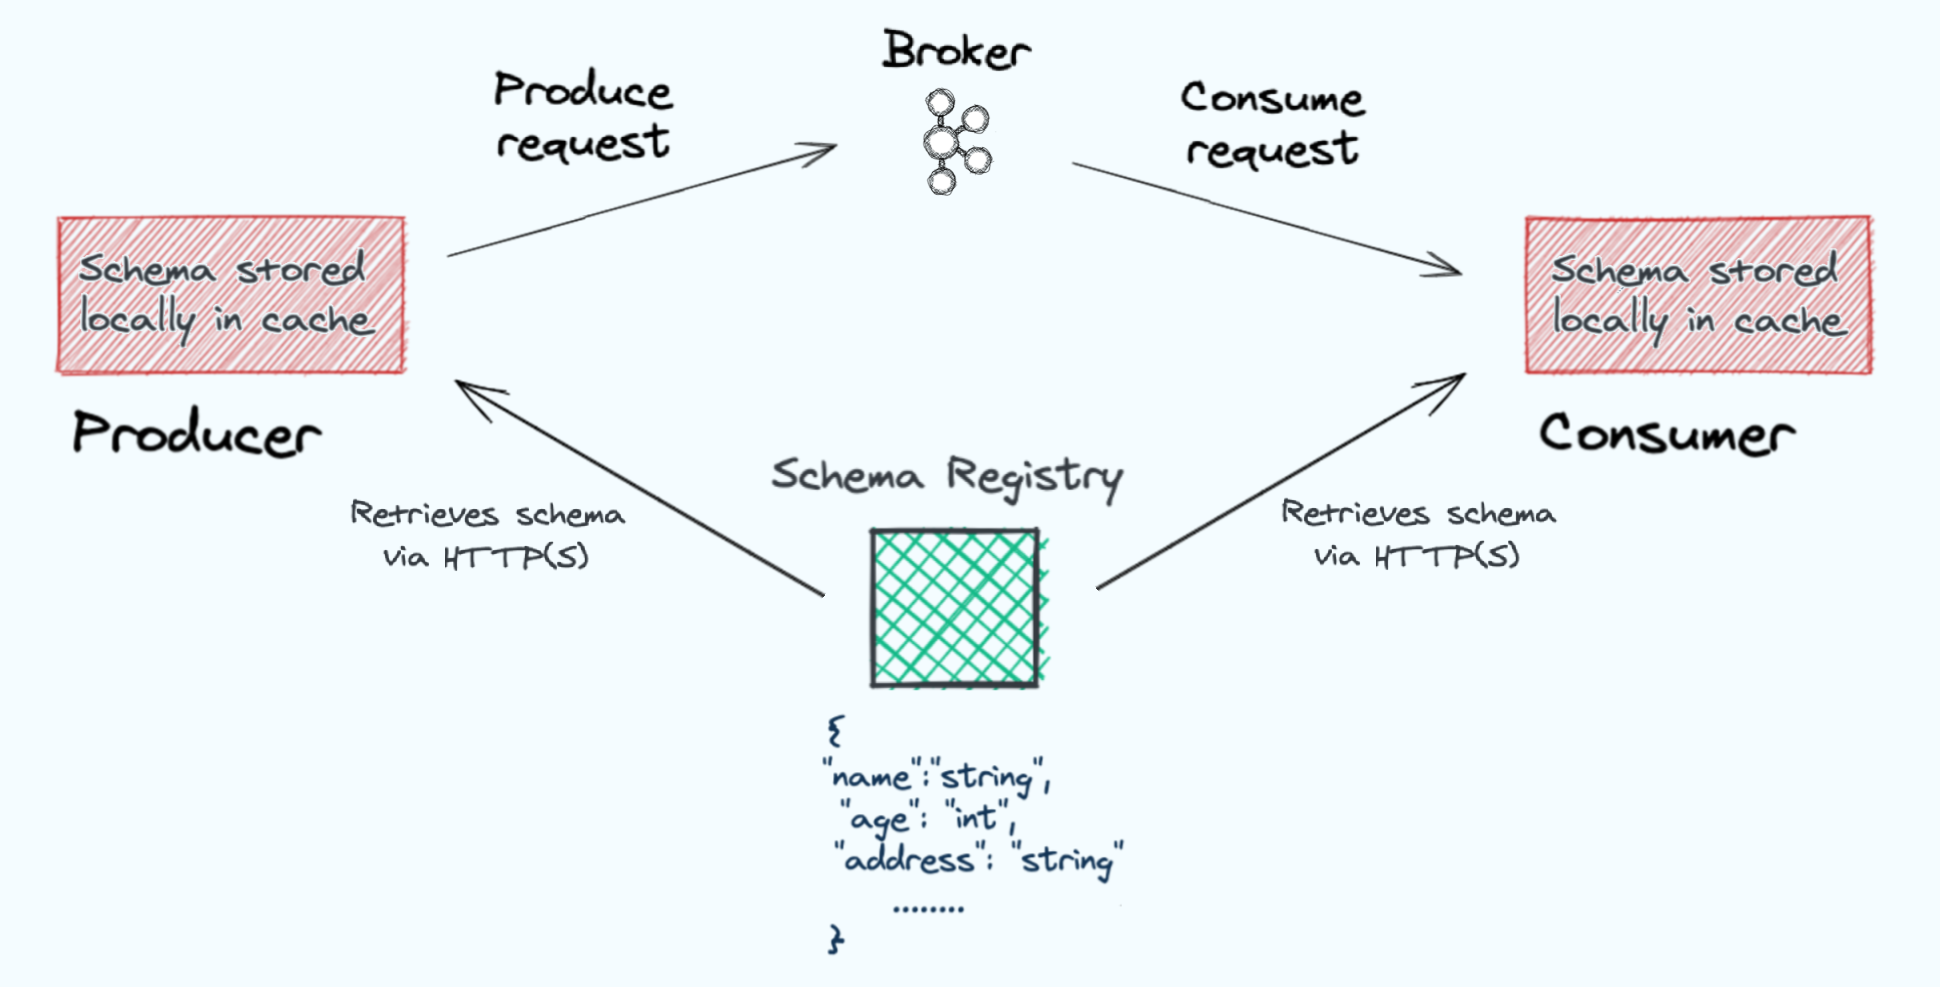 Broker
Produce
request
Consume
request
Schema stored
locally in cache
Producer
Schema stored
locally in cache
Consumer
Retrieves schema
via HTTP(S)
Schema Registry
Retrieves schema
via HTTP(S)
{
"name":"string",
"age": "int",
"address": "string"
........
}